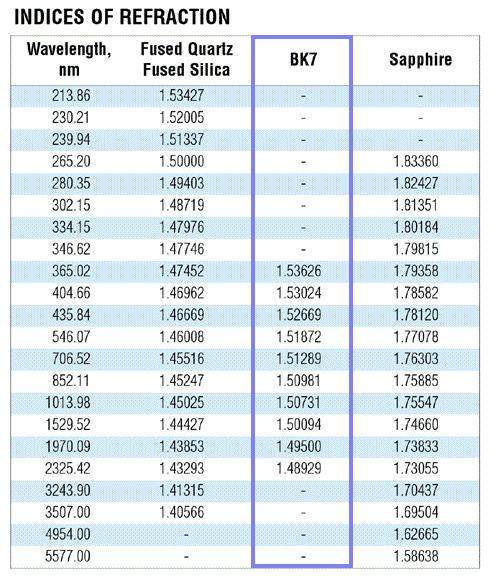 INDICES OF REFRACTION
Wavelength, nm Fused Quartz Fused Silica BK7 Sapphire
213.86 1.53427 - -
230.21 1.52005 - -
239.94 1.51337 - -
265.20 1.50000 - 1.83360
280.35 1.49403 - 1.82427
302.15 1.48719 - 1.81351
334.15 1.47976 - 1.80184
346.62 1.47746 - 1.79815
365.02 1.47452 1.53626 1.79358
404.66 1.46962 1.53024 1.78582
435.84 1.46669 1.52669 1.78120
546.07 1.46008 1.51872 1.77078
706.52 1.45516 1.51289 1.76303
852.11 1.45247 1.50981 1.75885
1013.98 1.45025 1.50731 1.75547
1529.52 1.44427 1.50094 1.74660
1970.09 1.43853 1.49500 1.73833
2325.42 1.43293 1.48929 1.73055
3243.90 1.41315 - 1.70437
3507.00 1.40566 - 1.69504
4954.00 - - 1.62665
5577.00 - - 1.58638